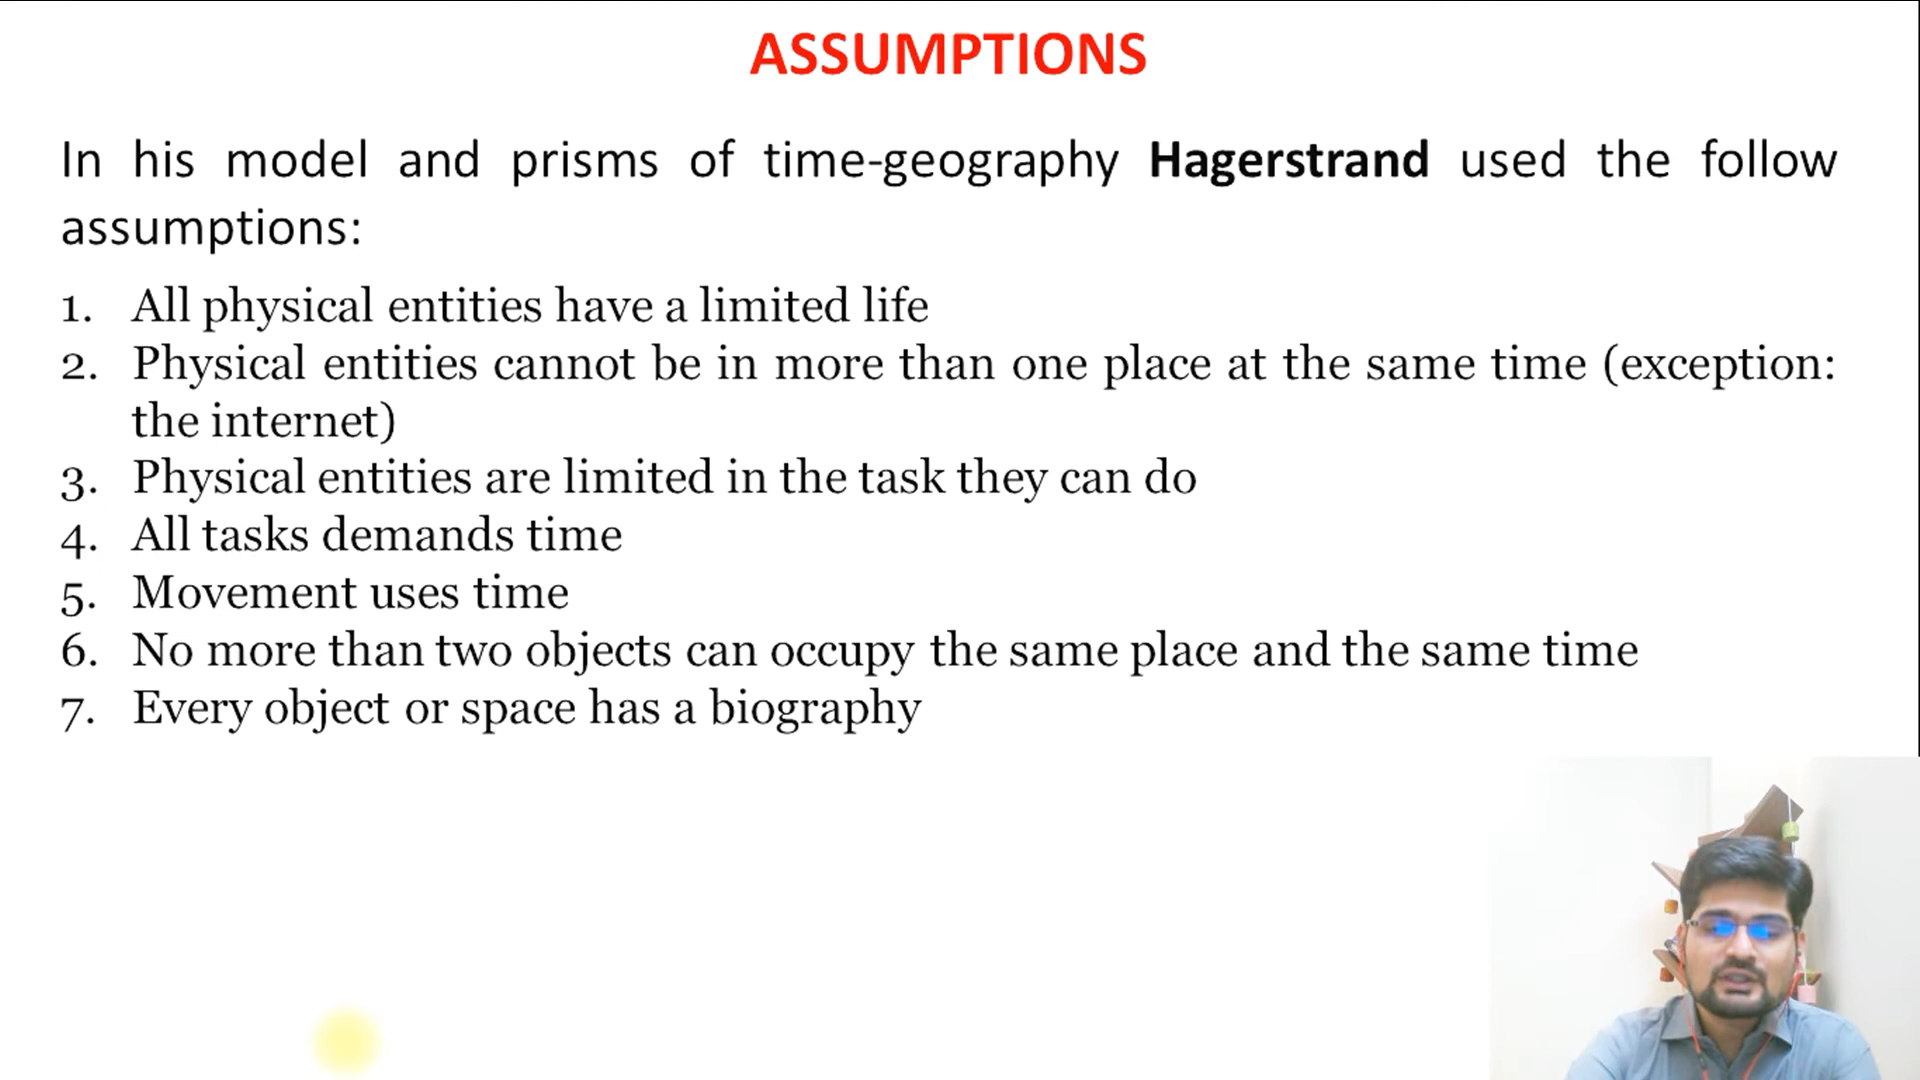 ASSUMPTIONS
In his model and prisms of time-geography Hagerstrand used the follow
assumptions:
1. All physical entities have a limited life
2. Physical entities cannot be in more than one place at the same time (exception:
the internet)
3. Physical entities are limited in the task they can do
4. All tasks demands time
5. Movement uses time
6. No more than two objects can occupy the same place and the same time
7. Every object or space has a biography